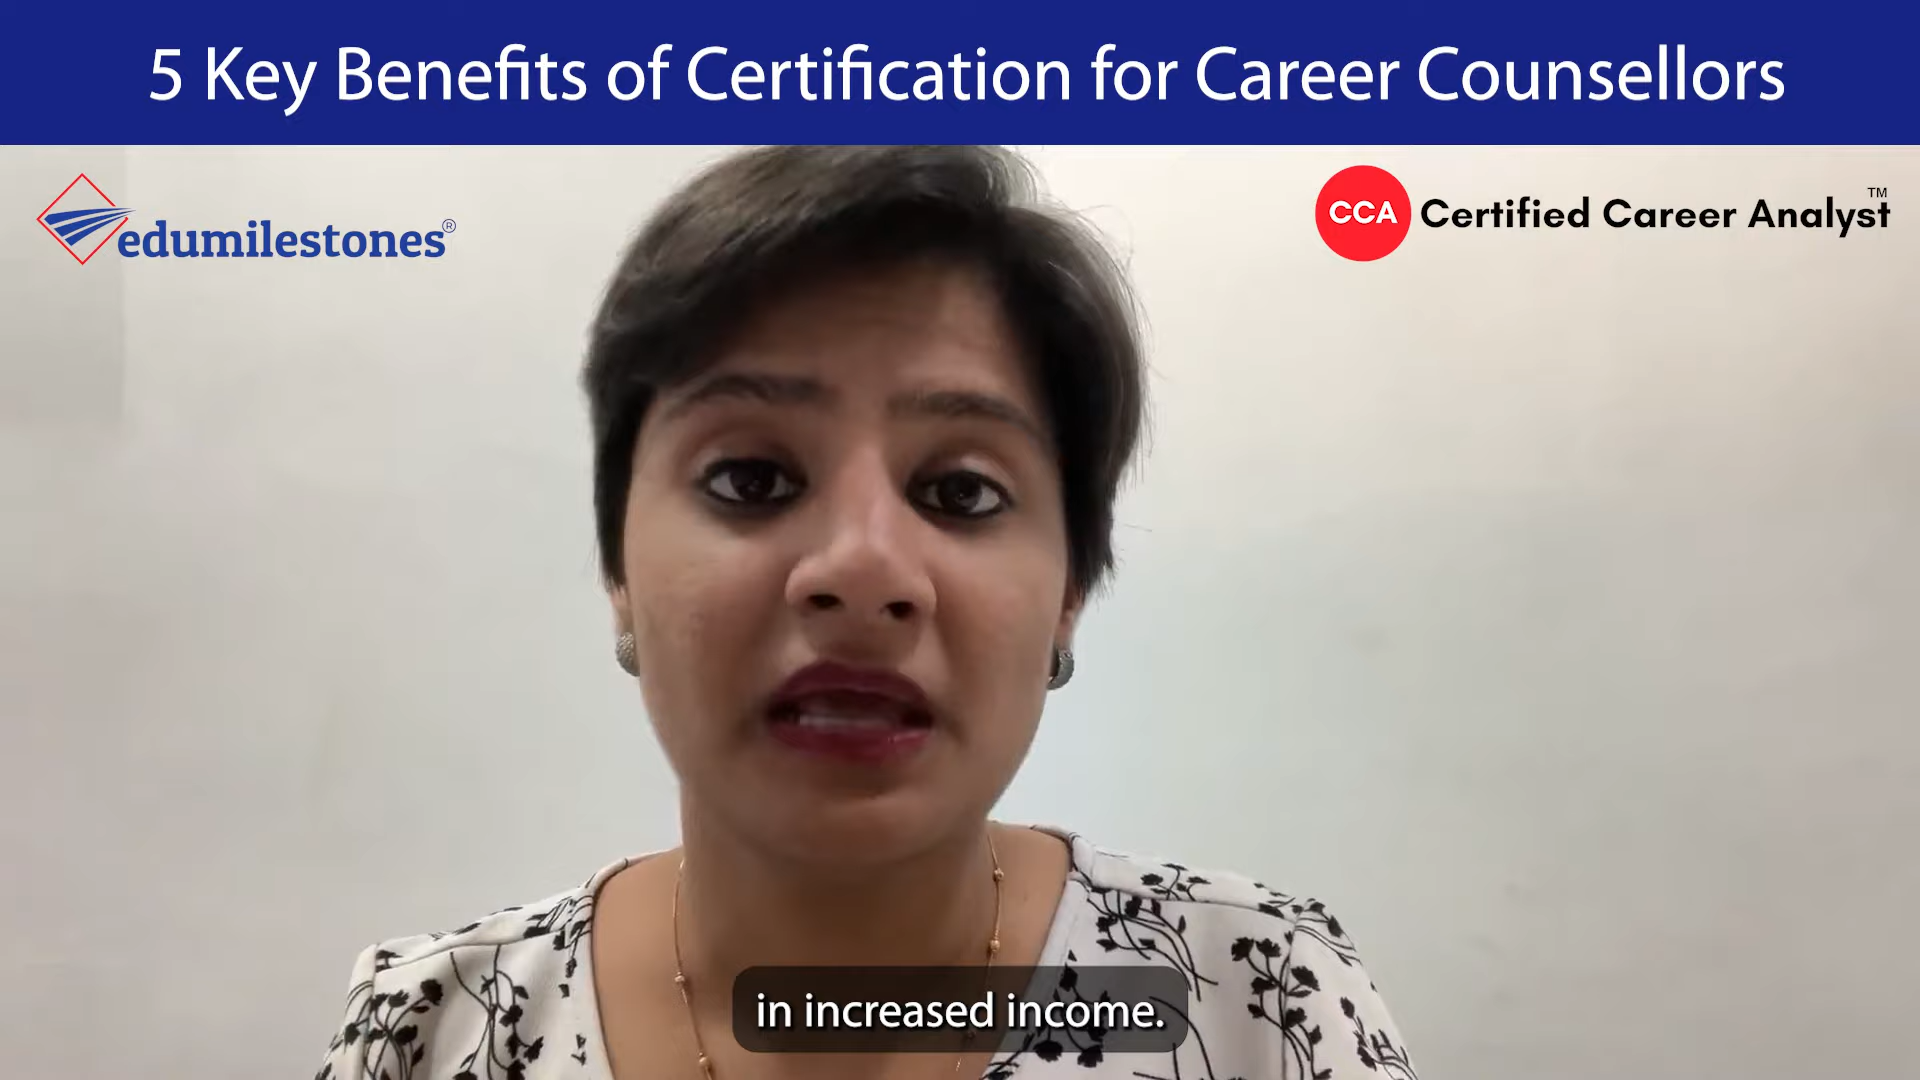 5 Key Benefits of Certification for Career Counsellors
edumilestones®
CCA Certified Career Analyst™
in increased income.